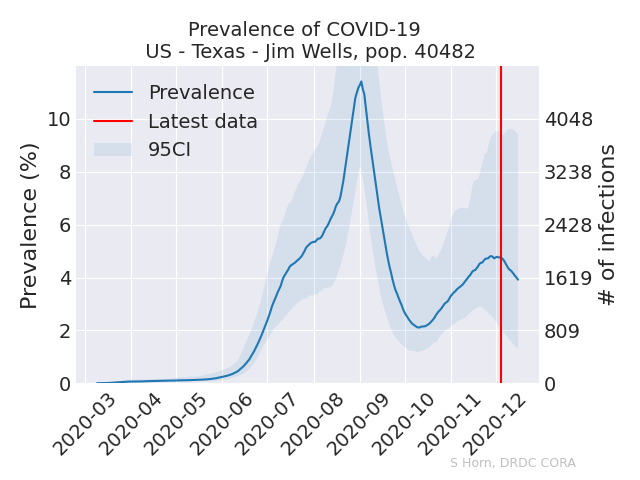 Prevalence of COVID-19
US - Texas - Jim Wells, pop. 40482
Prevalence
Latest data
95CI
Prevalence (%)
10
8
6
4
2
0
4048
3238
2428
1619
809
0
# of infections
2020-03
2020-04
2020-05
2020-06
2020-07
2020-08
2020-09
2020-10
2020-11
2020-12
S Horn, DRDC CORA